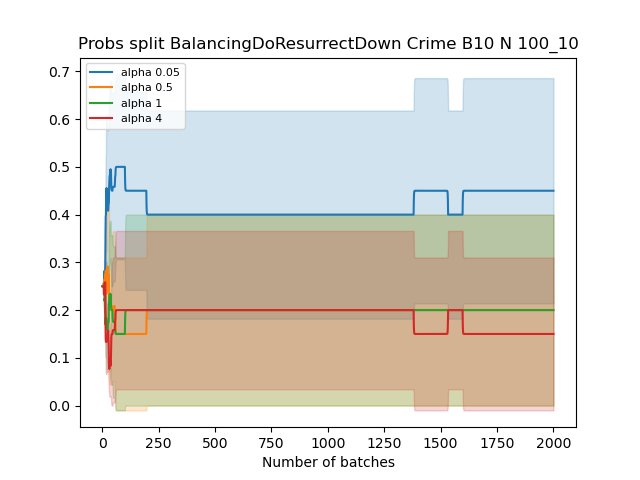 Probs split BalancingDoResurrectDown Crime B10 N 100_10
alpha 0.05
alpha 0.5
alpha 1
alpha 4
0.7
0.6
0.5
0.4
0.3
0.2
0.1
0.0
0 250 500 750 1000 1250 1500 1750 2000
Number of batches